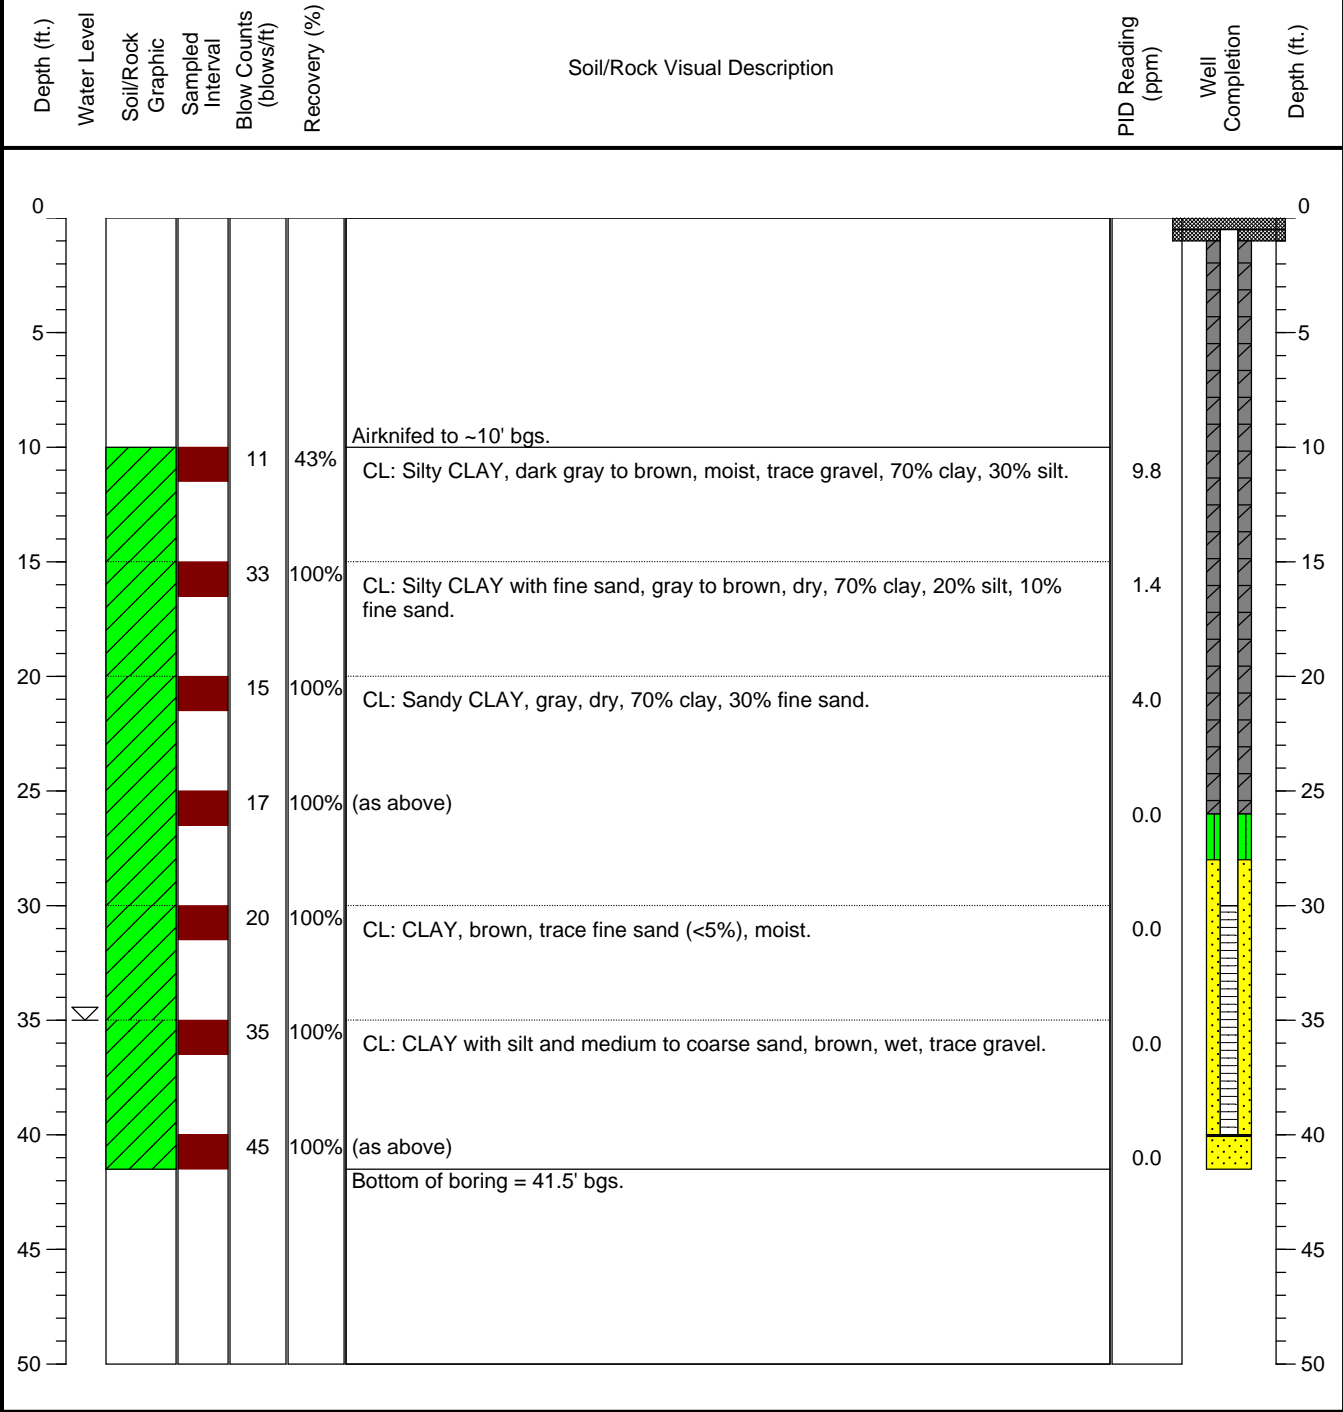 Depth (ft.)
Water Level
Soil/Rock
Graphic
Sampled
Interval
Blow Counts
(blows/ft)
Recovery (%)
Soil/Rock Visual Description
PID Reading
(ppm)
Well
Completion
Depth (ft.)
0 0
5 5
Airknifed to ~10' bgs.
10 11 43% CL: Silty CLAY, dark gray to brown, moist, trace gravel, 70% clay, 30% silt. 9.8 10
15 33 100% CL: Silty CLAY with fine sand, gray to brown, dry, 70% clay, 20% silt, 10% 1.4 15
fine sand.
20 15 100% CL: Sandy CLAY, gray, dry, 70% clay, 30% fine sand. 4.0 20
25 17 100% (as above) 0.0 25
30 20 100% CL: CLAY, brown, trace fine sand (<5%), moist. 0.0 30
35 35 100% CL: CLAY with silt and medium to coarse sand, brown, wet, trace gravel. 0.0 35
40 45 100% (as above) 0.0 40
Bottom of boring = 41.5' bgs.
45 45
50 50